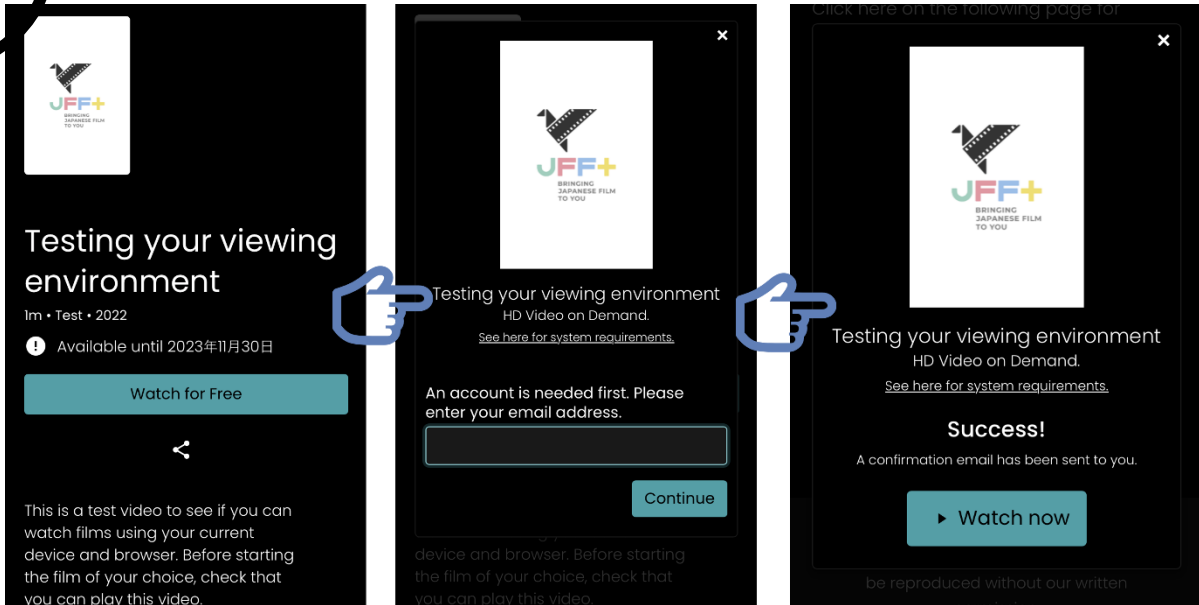 JFF+
BRINGING
JAPANESE FILM
TO YOU
Testing your viewing
environment
1m • Test • 2022
Available until 2023年11月30日
Watch for Free
This is a test video to see if you can
watch films using your current
device and browser. Before starting
the film of your choice, check that
you can play this video.
JFF+
BRINGING
JAPANESE FILM
TO YOU
Testing your viewing environment
HD Video on Demand.
See here for system requirements.
An account is needed first. Please
enter your email address.
Continue
device and browser. Before starting
the film of your choice, check that
you can play this video.
Click here on the following page for
JFF+
BRINGING
JAPANESE FILM
TO YOU
Testing your viewing environment
HD Video on Demand.
See here for system requirements.
Success!
A confirmation email has been sent to you.
Watch now
be reproduced without our written